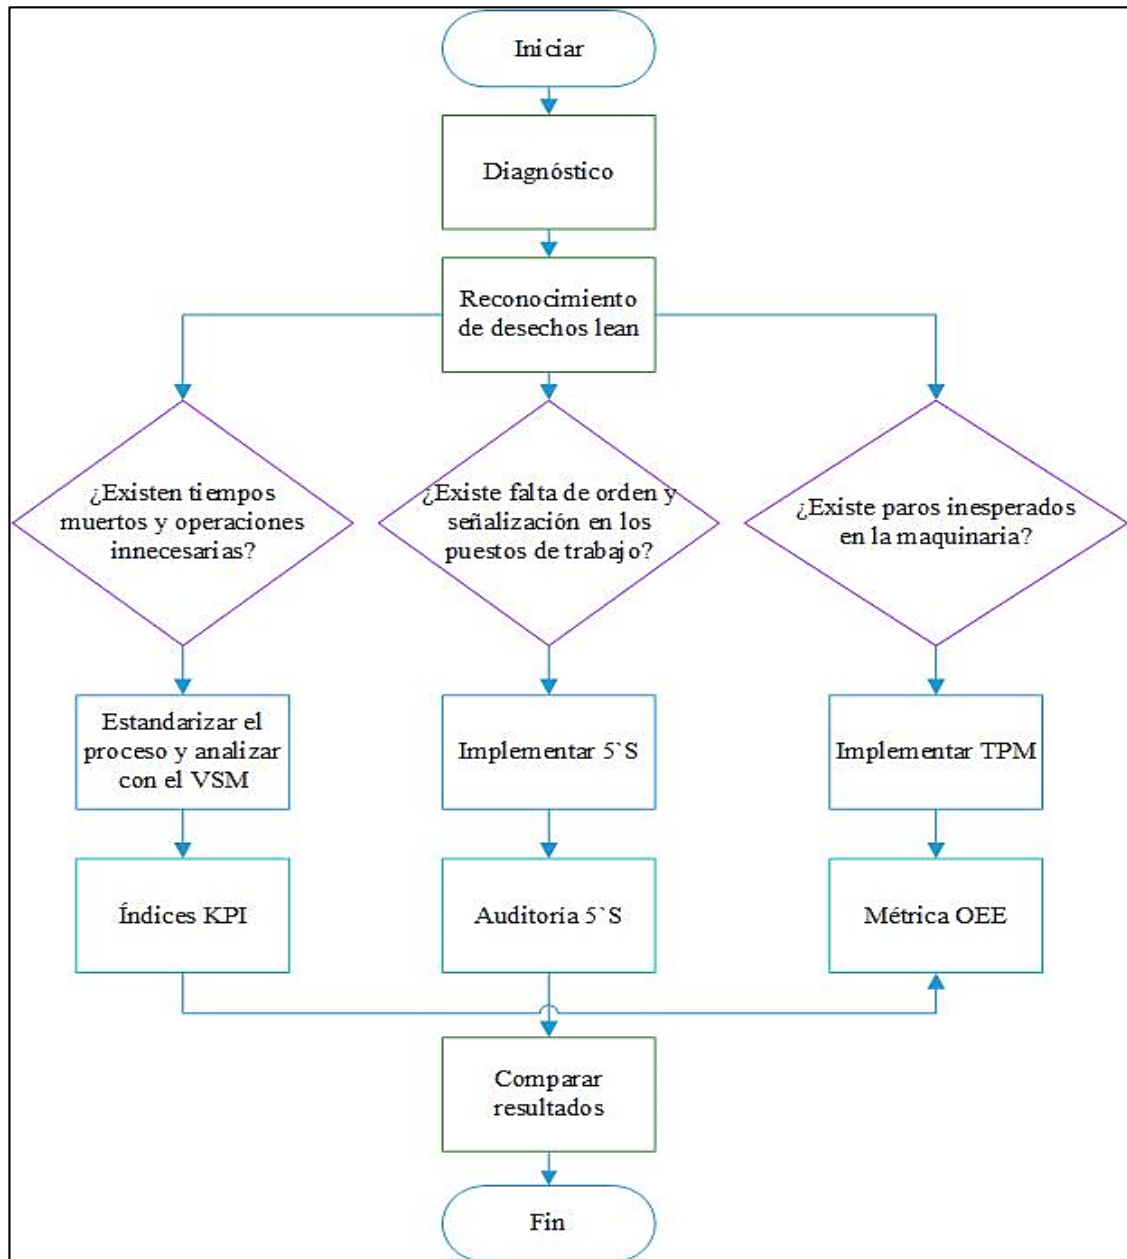 Iniciar
Diagnóstico
Reconocimiento
de desechos lean
¿Existen tiempos
muertos y operaciones
innecesarias?
¿Existe falta de orden y
señalización en los
puestos de trabajo?
¿Existe paros inesperados
en la maquinaria?
Estandarizar el
proceso y analizar
con el VSM
Implementar 5`S
Implementar TPM
Índices KPI
Auditoría 5`S
Métrica OEE
Comparar
resultados
Fin